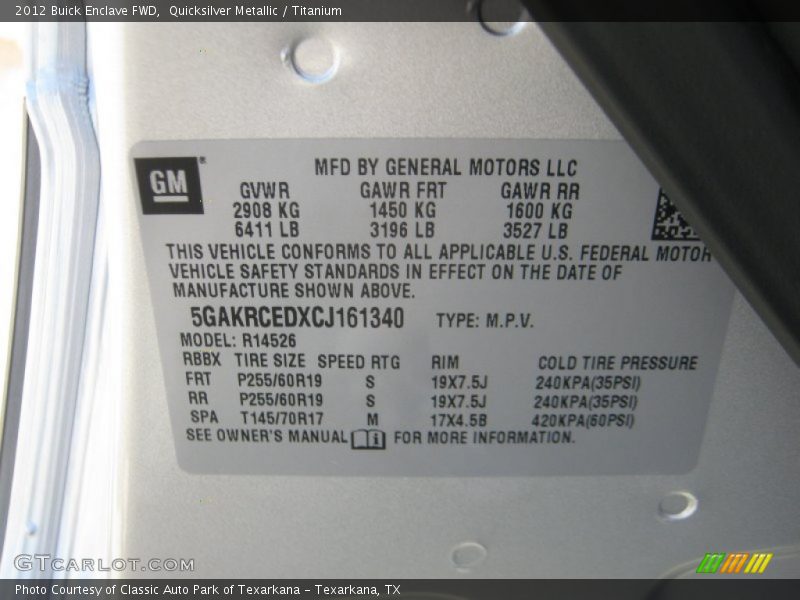 2012 Buick Enclave FWD,  Quicksilver Metallic / Titanium
GM®
MFD BY GENERAL MOTORS LLC
GVWR GAWR FRT GAWR RR
2908 KG 1450 KG 1600 KG
6411 LB 3196 LB 3527 LB
THIS VEHICLE CONFORMS TO ALL APPLICABLE U.S. FEDERAL MOTOR
VEHICLE SAFETY STANDARDS IN EFFECT ON THE DATE OF
MANUFACTURE SHOWN ABOVE.
5GAKRCEDXCJ161340 TYPE: M.P.V.
MODEL: R14526
RBBX TIRE SIZE SPEED RTG RIM COLD TIRE PRESSURE
FRT P255/60R19 S 19X7.5J 240KPA(35PSI)
RR P255/60R19 S 19X7.5J 240KPA(35PSI)
SPA T145/70R17 M 17X4.5B 420KPA(60PSI)
SEE OWNER'S MANUAL i FOR MORE INFORMATION.
GTCARLOT.COM
Photo Courtesy of Classic Auto Park of Texarkana - Texarkana, TX